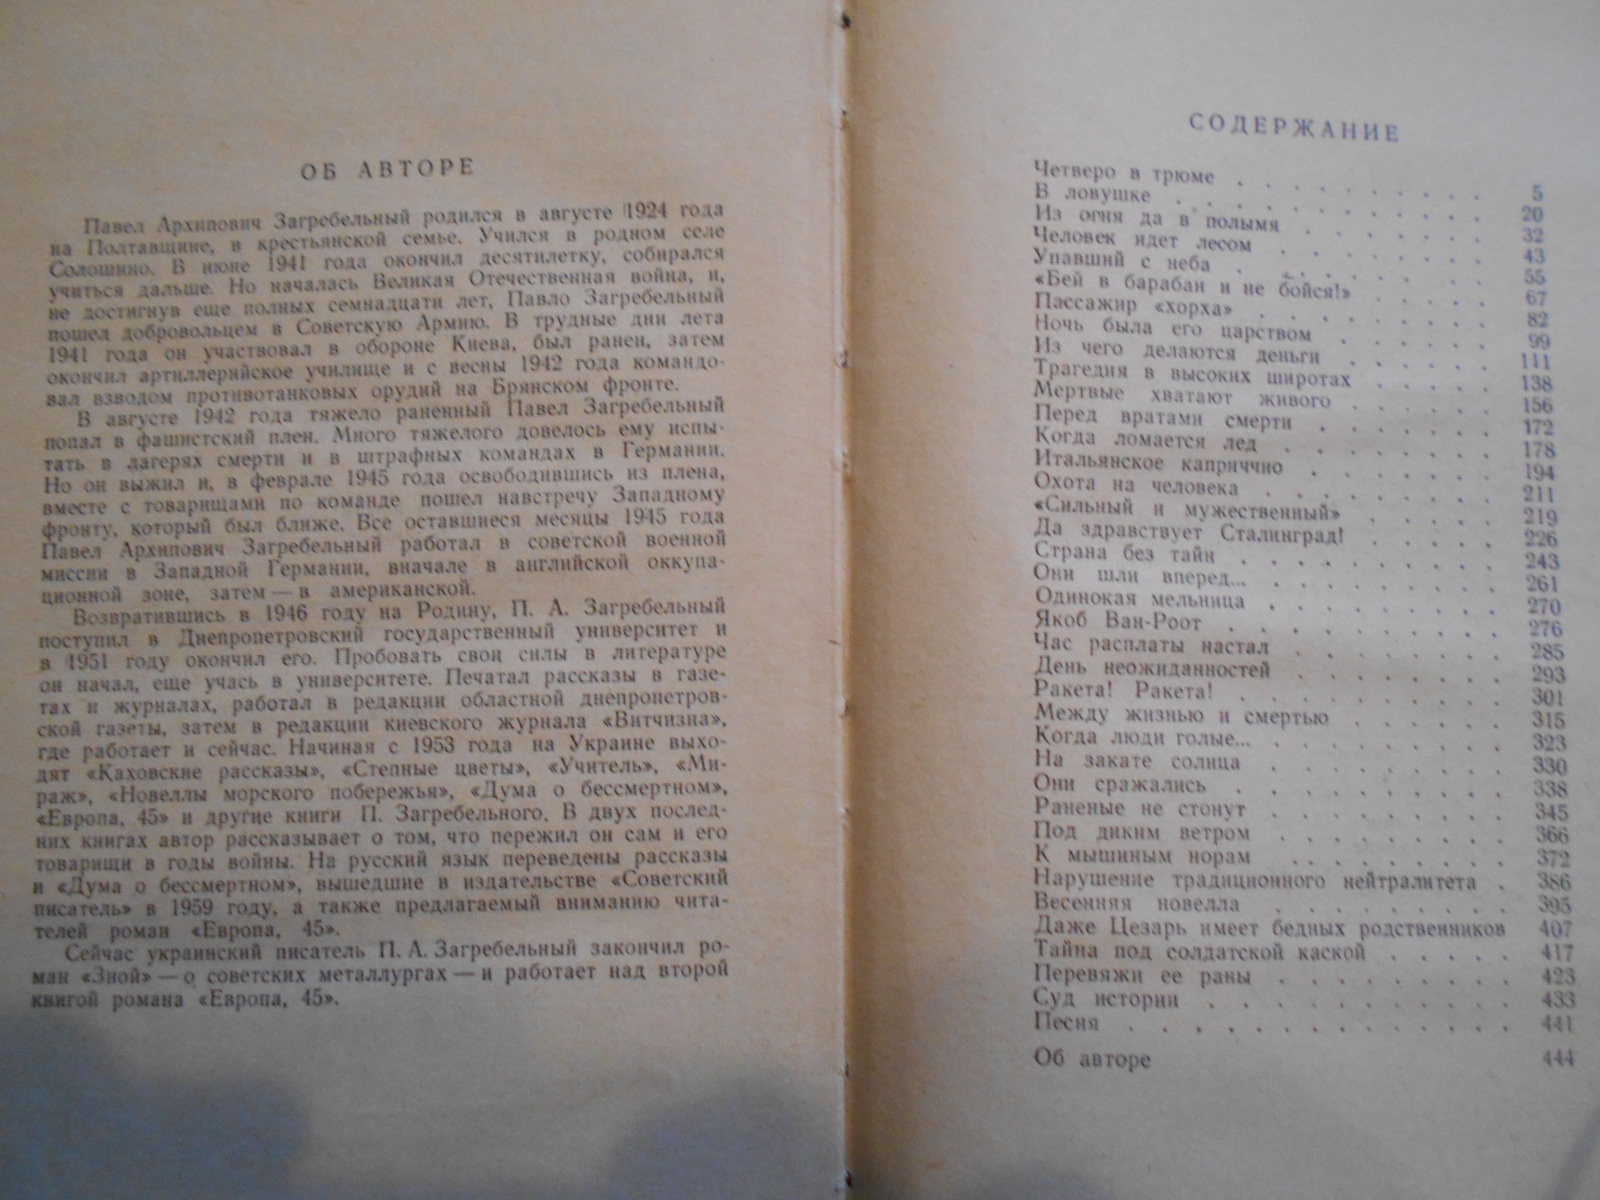 ОБ АВТОРЕ
Павел Архипович Загребельный родился в августе 1924 года
на Полтавщине, в крестьянской семье. Учился в родном селе
Солошино. В июне 1941 года окончил десятилетку, собирался
учиться дальше. Но началась Великая Отечественная война, и,
не достигнув еще полных семнадцати лет, Павло Загребельный
пошел добровольцем в Советскую Армию. В трудные дни лета
1941 года он участвовал в обороне Киева, был ранен, затем
окончил артиллерийское училище и с весны 1942 года командо-
вал взводом противотанковых орудий на Брянском фронте.
В августе 1942 года тяжело раненный Павел Загребельный
попал в фашистский плен. Много тяжелого довелось ему испы-
тать в лагерях смерти и в штрафных командах в Германии.
Но он выжил и, в феврале 1945 года освободившись из плена,
вместе с товарищами по команде пошел навстречу Западному
фронту, который был ближе. Все оставшиеся месяцы 1945 года
Павел Архипович Загребельный работал в советской военной
миссии в Западной Германии, вначале в английской оккупа-
ционной зоне, затем — в американской.
Возвратившись в 1946 году на Родину, П. А. Загребельный
поступил в Днепропетровский государственный университет и
в 1951 году окончил его. Пробовать свои силы в литературе
он начал, еще учась в университете. Печатал рассказы в газе-
тах и журналах, работал в редакции областной днепропетров-
ской газеты, затем в редакции киевского журнала «Витчизна»,
где работает и сейчас. Начиная с 1953 года на Украине выхо-
дят «Каховские рассказы», «Степные цветы», «Учитель», «Ми-
раж», «Новеллы морского побережья», «Дума о бессмертном»,
«Европа, 45» и другие книги П. Загребельного. В двух послед-
них книгах автор рассказывает о том, что пережил он сам и его
товарищи в годы войны. На русский язык переведены рассказы
и «Дума о бессмертном», вышедшие в издательстве «Советский
писатель» в 1959 году, а также предлагаемый вниманию чита-
телей роман «Европа, 45».
Сейчас украинский писатель П. А. Загребельный закончил ро-
ман «Зной» — о советских металлургах — и работает над второй
книгой романа «Европа, 45».
СОДЕРЖАНИЕ
Четверо в трюме . . . . . . . . . 5
В ловушке . . . . . . . . . . 20
Из огня да в полымя . . . . . . . 32
Человек идет лесом . . . . . . . 43
Упавший с неба . . . . . . . . 55
«Бей в барабан и не бойся!» . . . . . 67
Пассажир «хорха» . . . . . . . . 82
Ночь была его царством . . . . . . 99
Из чего делаются деньги . . . . . . 111
Трагедия в высоких широтах . . . . . 138
Мертвые хватают живого . . . . . . 156
Перед вратами смерти . . . . . . . 172
Когда ломается лед . . . . . . . 178
Итальянское каприччио . . . . . . . 194
Охота на человека . . . . . . . . 211
«Сильный и мужественный» . . . . . 219
Да здравствует Сталинград! . . . . . 226
Страна без тайн . . . . . . . . 243
Они шли вперед... . . . . . . . . 261
Одинокая мельница . . . . . . . . 270
Якоб Ван-Роот . . . . . . . . . 276
Час расплаты настал . . . . . . . 285
День неожиданностей . . . . . . . 293
Ракета! Ракета! . . . . . . . . 301
Между жизнью и смертью . . . . . . 315
Когда люди голые... . . . . . . . 323
На закате солнца . . . . . . . . 330
Они сражались . . . . . . . . . 338
Раненые не стонут . . . . . . . . 345
Под диким ветром . . . . . . . . 366
К мышиным норам . . . . . . . . 372
Нарушение традиционного нейтралитета . 386
Весенняя новелла . . . . . . . . 395
Даже Цезарь имеет бедных родственников 407
Тайна под солдатской каской . . . . . 417
Перевяжи ее раны . . . . . . . . 423
Суд истории . . . . . . . . . . 433
Песня . . . . . . . . . . . . 441
Об авторе 444